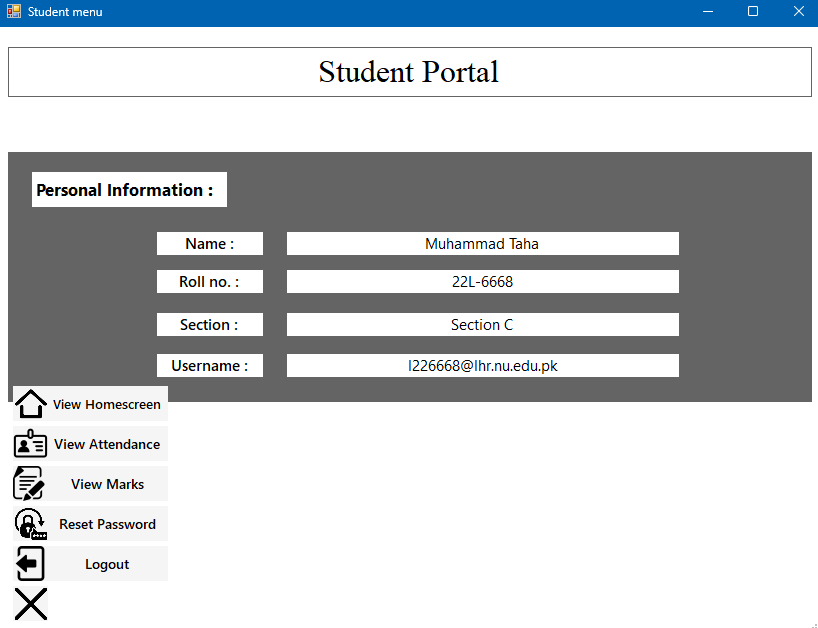 Student menu
Student Portal
Personal Information :
Name :
Muhammad Taha
Roll no. :
22L-6668
Section :
Section C
Username :
l226668@lhr.nu.edu.pk
View Homescreen
View Attendance
View Marks
Reset Password
Logout